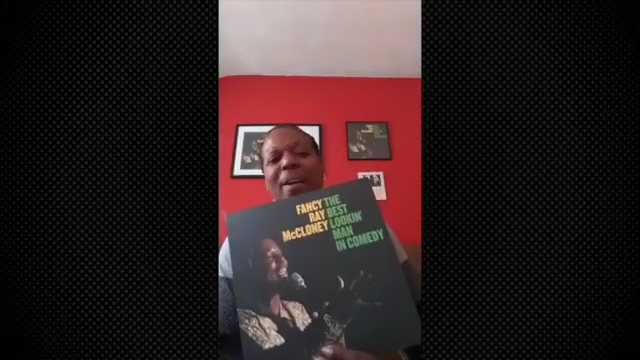 FANCY THE
RAY BEST
McCLONEY LOOKIN'
MAN
IN COMEDY